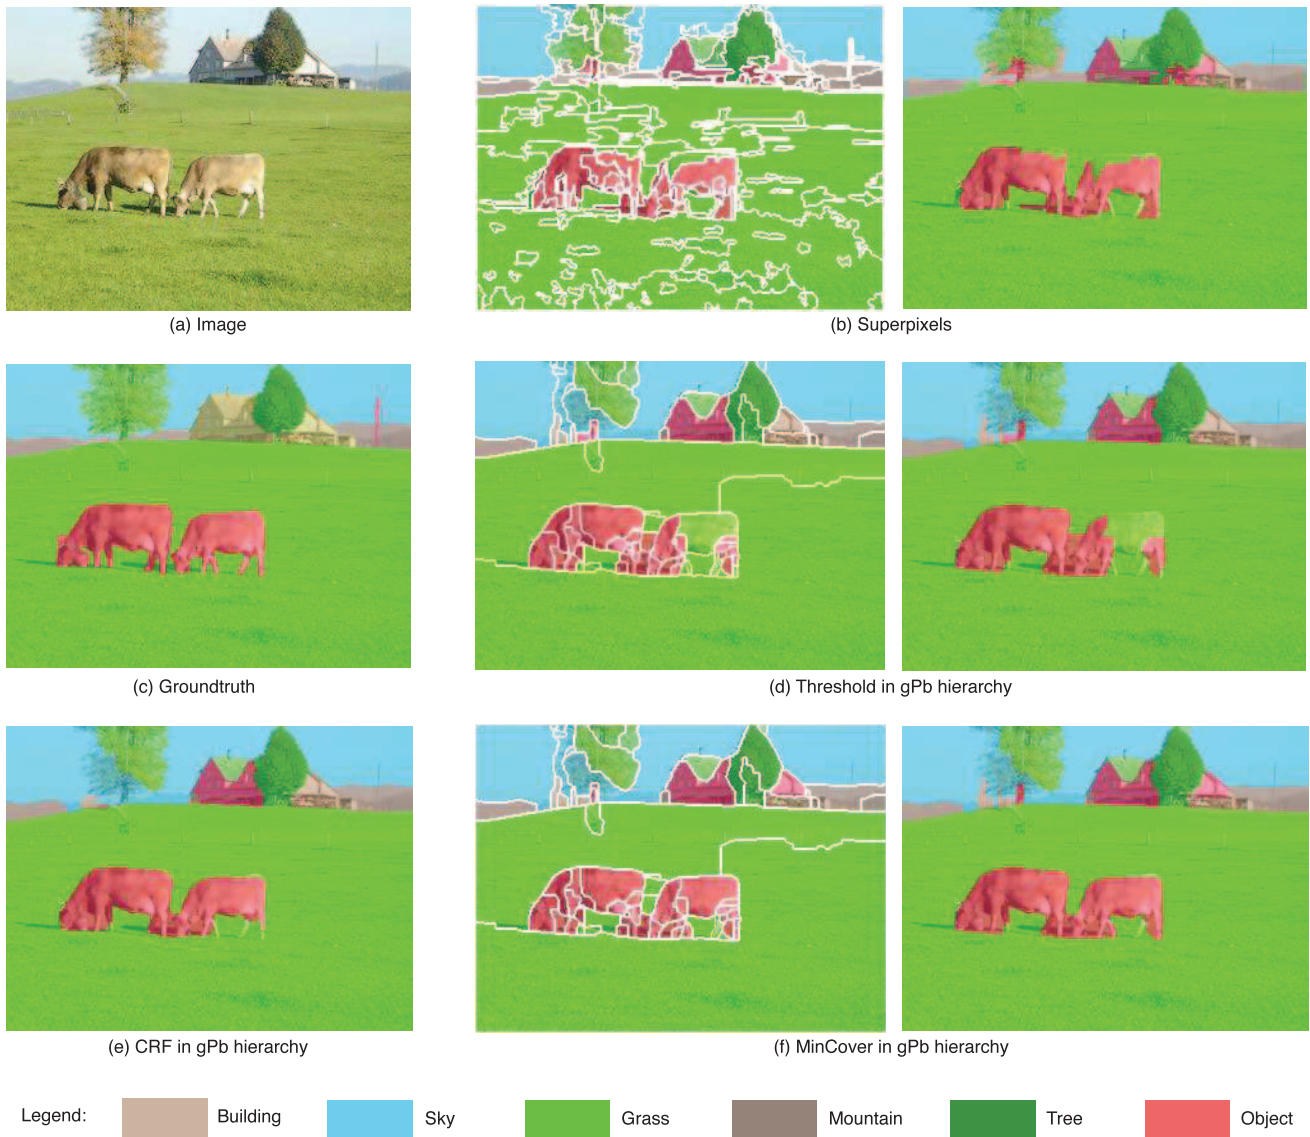 (a) Image
(b) Superpixels
(c) Groundtruth
(d) Threshold in gPb hierarchy
(e) CRF in gPb hierarchy
(f) MinCover in gPb hierarchy
Legend: Building Sky Grass Mountain Tree Object